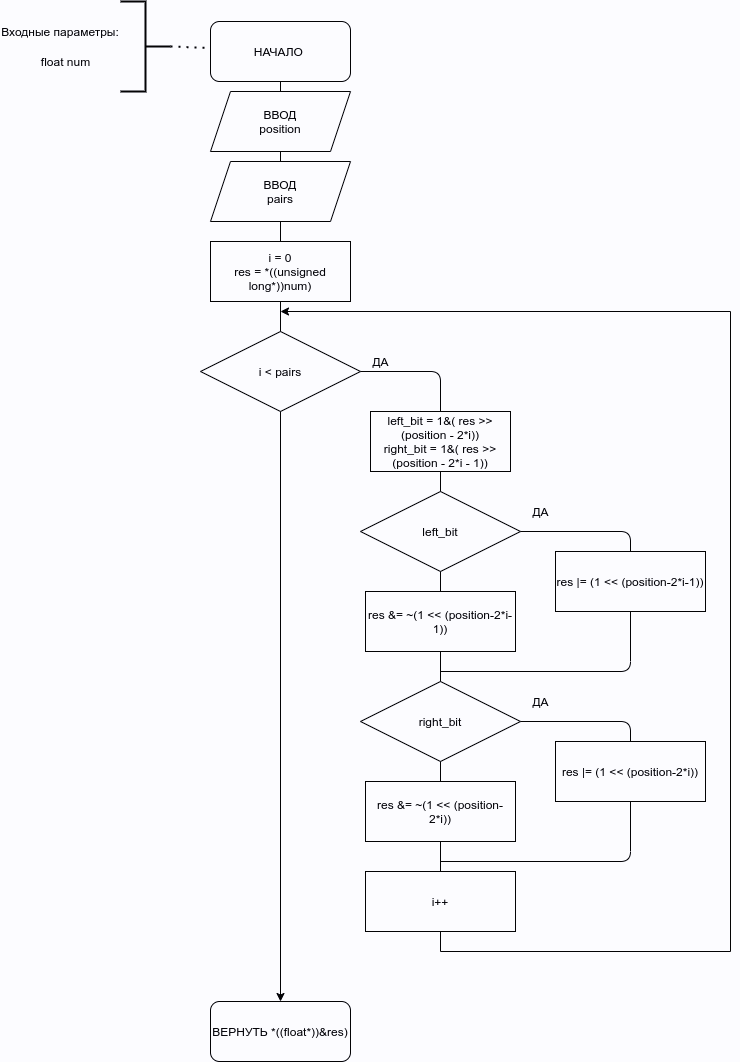 Входные параметры:
float num
НАЧАЛО
ВВОД
position
ВВОД
pairs
i = 0
res = *((unsigned
long*))num)
i < pairs
ДА
left_bit = 1&( res >>
(position - 2*i))
right_bit = 1&( res >>
(position - 2*i - 1))
left_bit
ДА
res |= (1 << (position-2*i-1))
res &= ~(1 << (position-2*i-
1))
right_bit
ДА
res |= (1 << (position-2*i))
res &= ~(1 << (position-
2*i))
i++
ВЕРНУТЬ *((float*))&res)